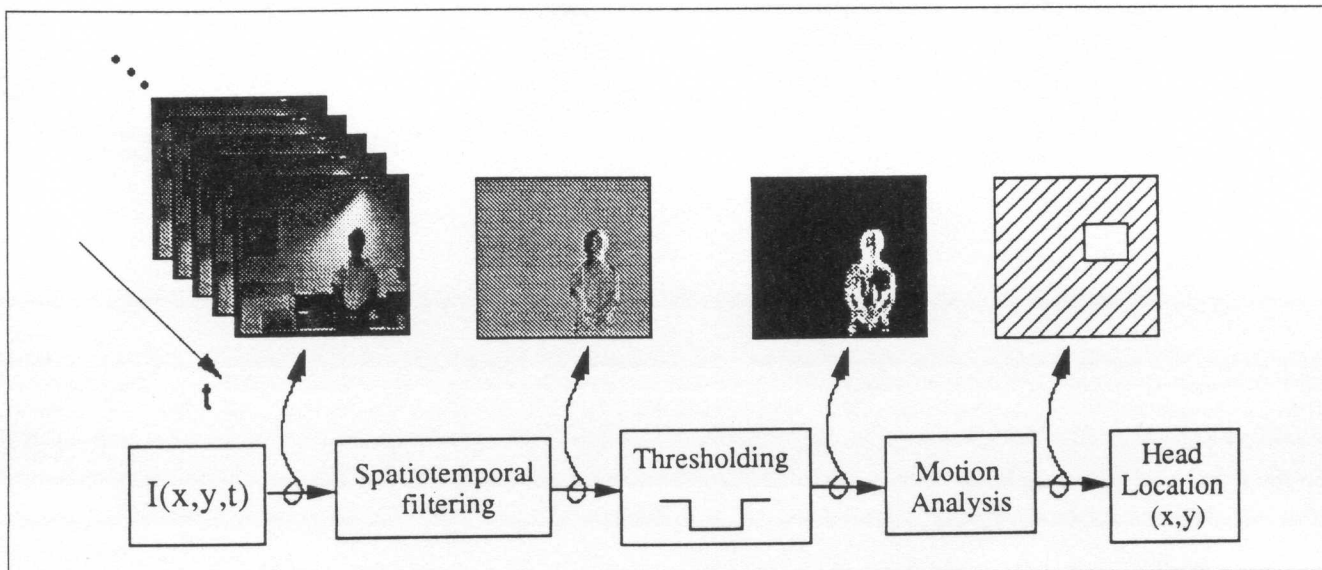 t
I(x,y,t)
Spatiotemporal
filtering
Thresholding
Motion
Analysis
Head
Location
(x,y)